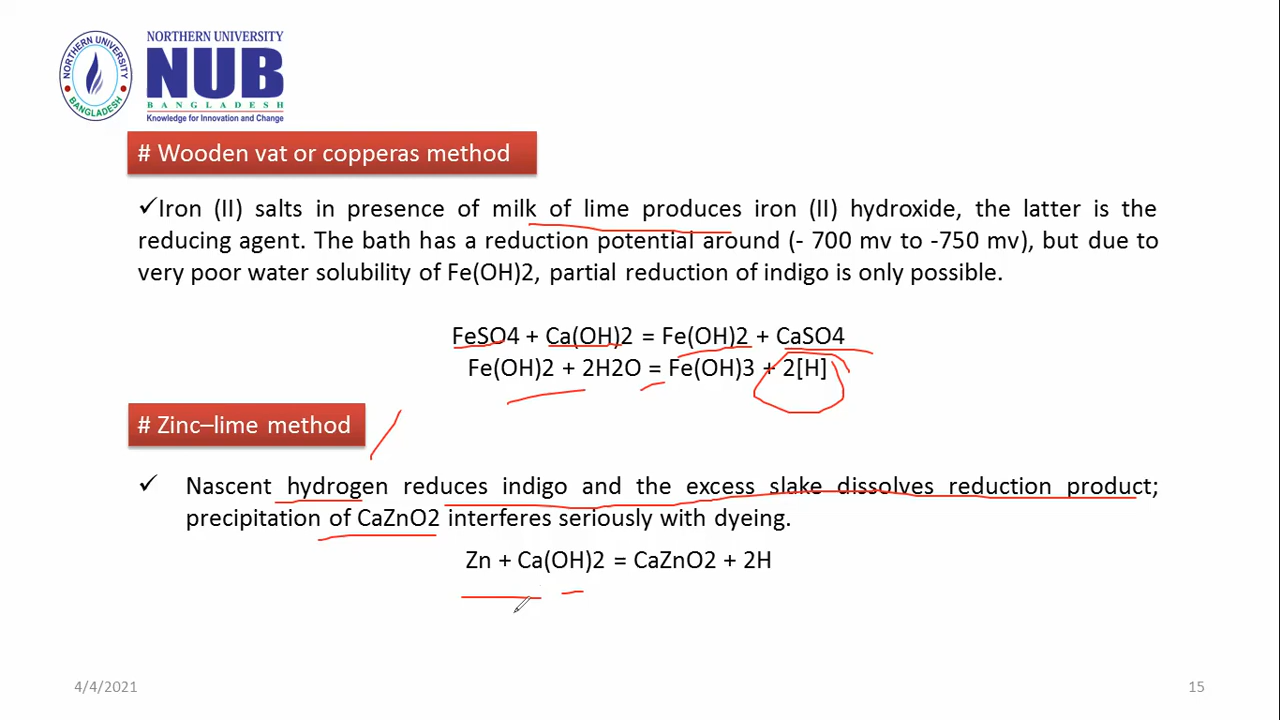 NORTHERN UNIVERSITY
NUB
BANGLADESH
Knowledge for Innovation and Change
NORTHERN UNIVERSITY
BANGLADESH
# Wooden vat or copperas method
✓Iron (II) salts in presence of milk of lime produces iron (II) hydroxide, the latter is the
reducing agent. The bath has a reduction potential around (- 700 mv to -750 mv), but due to
very poor water solubility of Fe(OH)2, partial reduction of indigo is only possible.
FeSO4 + Ca(OH)2 = Fe(OH)2 + CaSO4
Fe(OH)2 + 2H2O = Fe(OH)3 + 2[H]
# Zinc–lime method
✓ Nascent hydrogen reduces indigo and the excess slake dissolves reduction product;
precipitation of CaZnO2 interferes seriously with dyeing.
Zn + Ca(OH)2 = CaZnO2 + 2H
4/4/2021
15